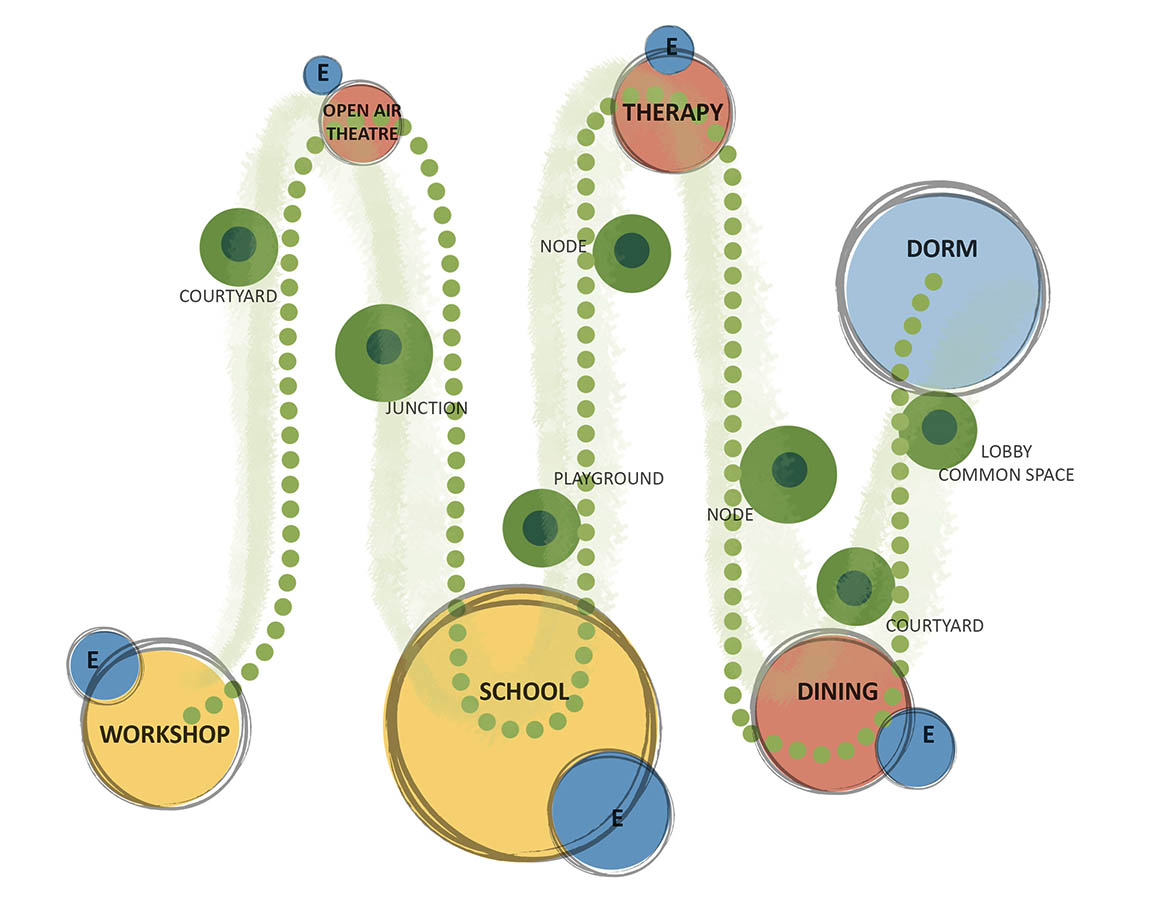 E
E
OPEN AIR
THEATRE
THERAPY
NODE
DORM
COURTYARD
JUNCTION
LOBBY
COMMON SPACE
PLAYGROUND
NODE
COURTYARD
E
WORKSHOP
SCHOOL
DINING
E
E